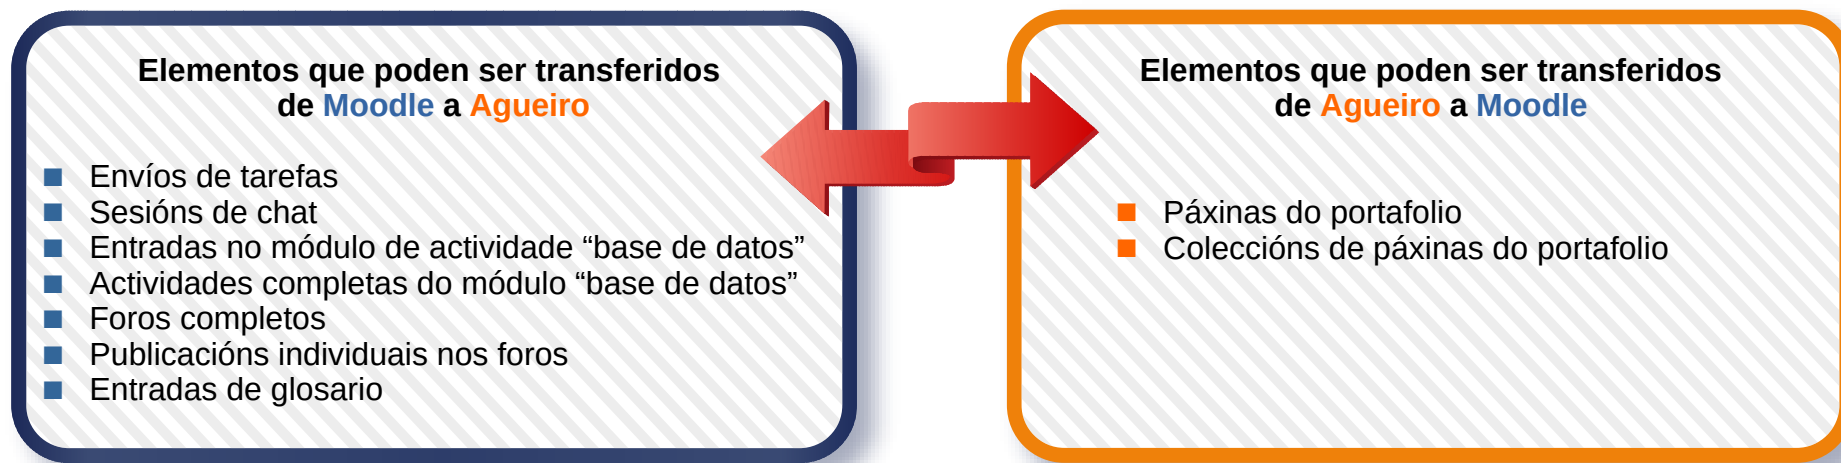 Elementos que poden ser transferidos
de Moodle a Agueiro
Envíos de tarefas
Sesións de chat
Entradas no módulo de actividade “base de datos”
Actividades completas do módulo “base de datos”
Foros completos
Publicacións individuais nos foros
Entradas de glosario
Elementos que poden ser transferidos
de Agueiro a Moodle
Páxinas do portafolio
Coleccións de páxinas do portafolio